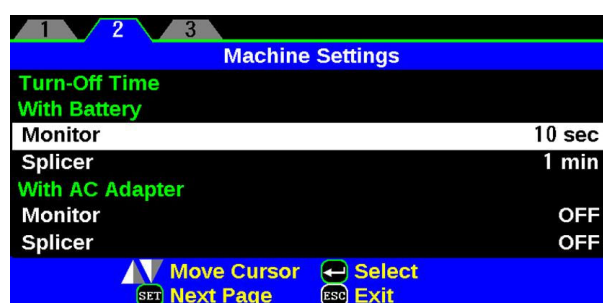 1 2 3
Machine Settings
Turn-Off Time
With Battery
Monitor 10 sec
Splicer 1 min
With AC Adapter
Monitor OFF
Splicer OFF
Move Cursor Select
SET Next Page ESC Exit